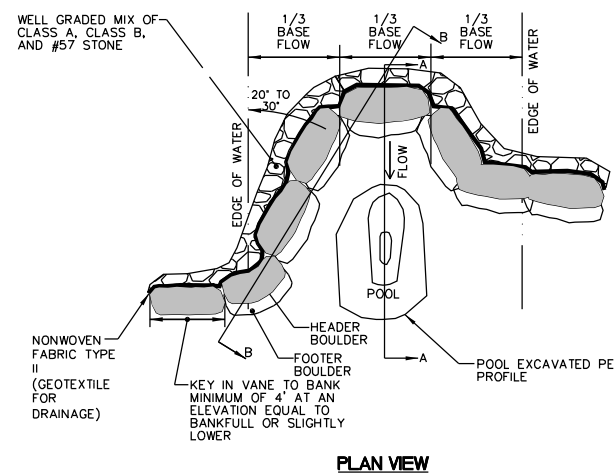 WELL GRADED MIX OF
CLASS A, CLASS B,
AND #57 STONE
1/3
BASE
FLOW
1/3
BASE
FLOW
1/3
BASE
FLOW
B
A
20° TO
30°
EDGE OF WATER
EDGE OF WATER
FLOW
POOL
NONWOVEN
FABRIC TYPE
II
(GEOTEXTILE
FOR
DRAINAGE)
B
HEADER
BOULDER
FOOTER
BOULDER
A
KEY IN VANE TO BANK
MINIMUM OF 4' AT AN
ELEVATION EQUAL TO
BANKFULL OR SLIGHTLY
LOWER
POOL EXCAVATED PE
PROFILE
PLAN VIEW